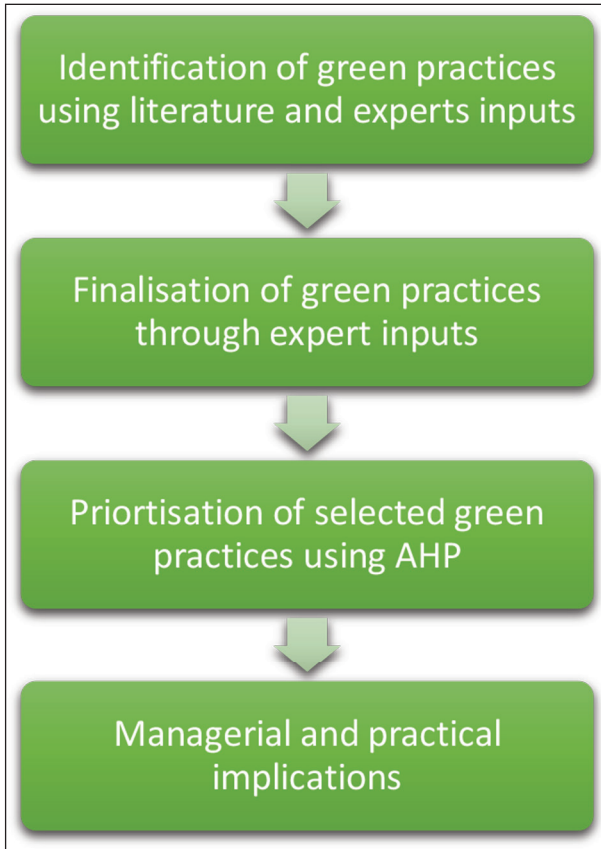 Identification of green practices
using literature and experts inputs
Finalisation of green practices
through expert inputs
Priortisation of selected green
practices using AHP
Managerial and practical
implications